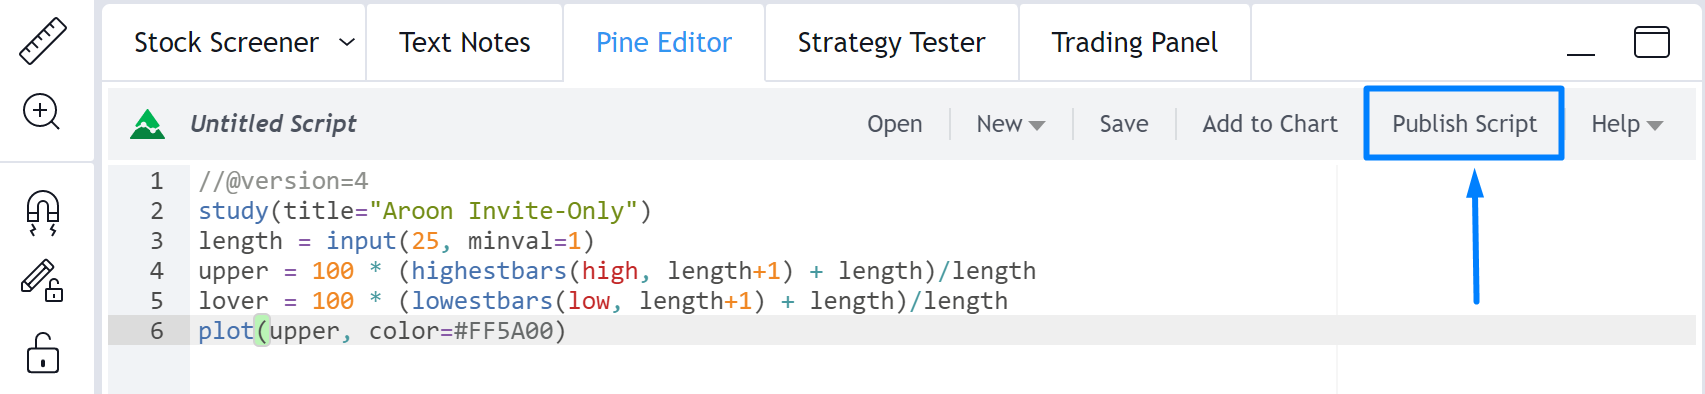 Stock Screener Text Notes Pine Editor Strategy Tester Trading Panel
Untitled Script Open New Save Add to Chart Publish Script Help
1 //@version=4
2 study(title="Aroon Invite-Only")
3 length = input(25, minval=1)
4 upper = 100 * (highestbars(high, length+1) + length)/length
5 lover = 100 * (lowestbars(low, length+1) + length)/length
6 plot(upper, color=#FF5A00)